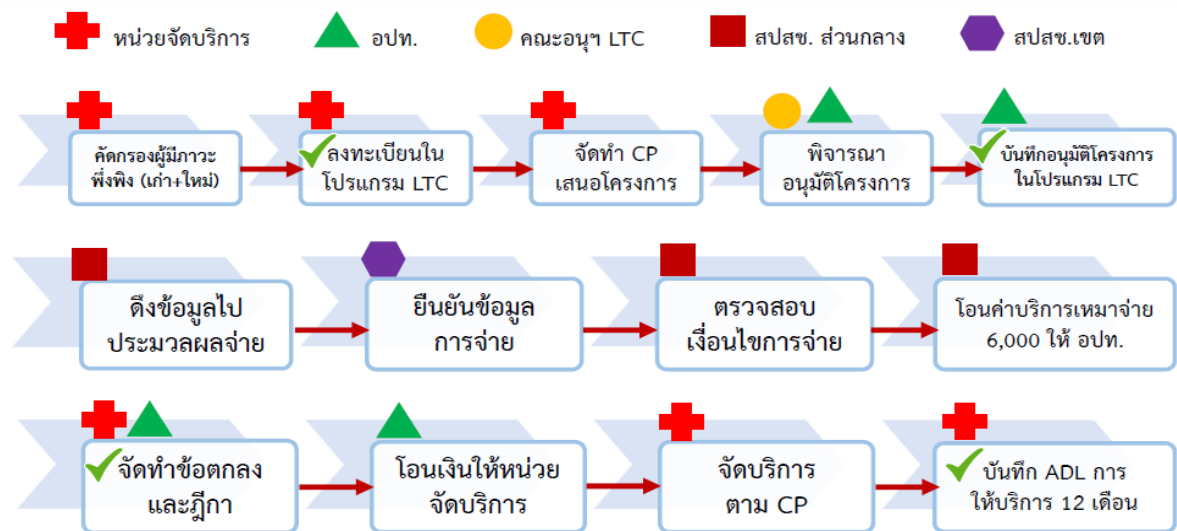 หน่วยจัดบริการ
อปท.
คณะอนุฯ LTC
สปสช. ส่วนกลาง
สปสช.เขต
คัดกรองผู้มีภาวะ
พึ่งพิง (เก่า+ใหม่)
ลงทะเบียนใน
โปรแกรม LTC
จัดทำ CP
เสนอโครงการ
พิจารณา
อนุมัติโครงการ
บันทึกอนุมัติโครงการ
ในโปรแกรม LTC
ดึงข้อมูลไป
ประมวลผลจ่าย
ยืนยันข้อมูล
การจ่าย
ตรวจสอบ
เงื่อนไขการจ่าย
โอนค่าบริการเหมาจ่าย
6,000 ให้ อปท.
จัดทำข้อตกลง
และฎีกา
โอนเงินให้หน่วย
จัดบริการ
จัดบริการ
ตาม CP
บันทึก ADL การ
ให้บริการ 12 เดือน